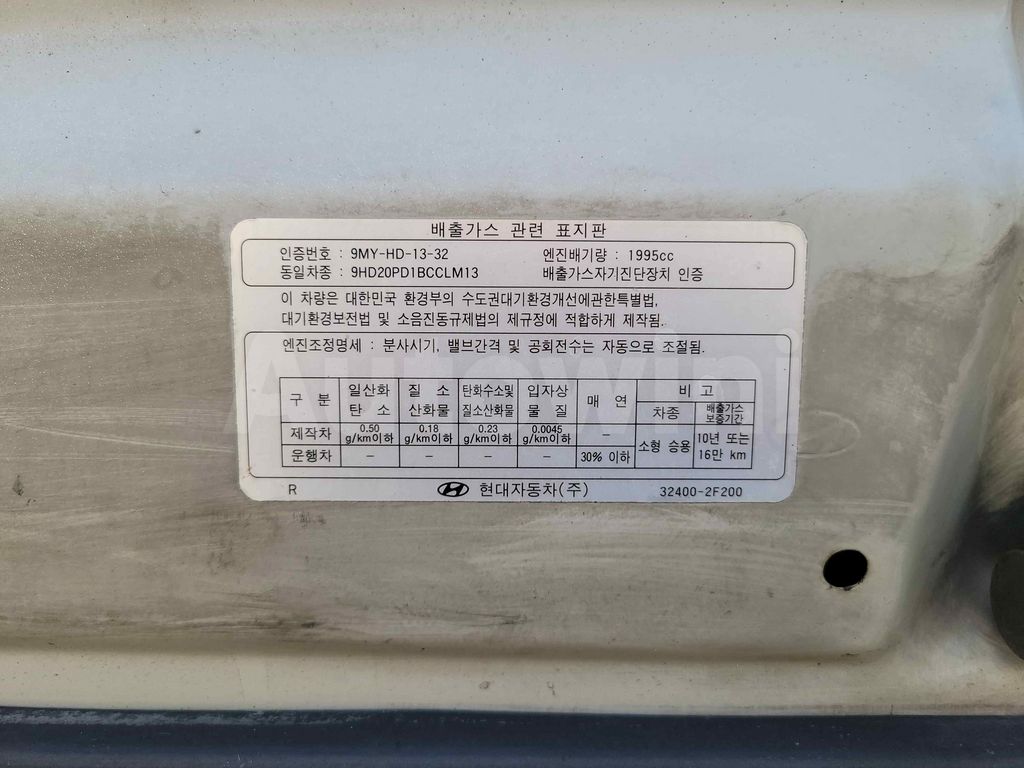 배출가스 관련 표지판
인증번호 : 9MY-HD-13-32 엔진배기량 : 1995cc
동일차종 : 9HD20PD1BCCLM13 배출가스자기진단장치 인증
이 차량은 대한민국 환경부의 수도권대기환경개선에관한특별법,
대기환경보전법 및 소음진동규제법의 제규정에 적합하게 제작됨.
엔진조정명세 : 분사시기, 밸브간격 및 공회전수는 자동으로 조절됨.
구 분 일산화 탄 소 질 소 산화물 탄화수소및 질소산화물 입자상 물 질 매 연 비 고
차종 배출가스 보증기간
제작차 0.50 g/km이하 0.18 g/km이하 0.23 g/km이하 0.0045 g/km이하 – 소형 승용 10년 또는 16만 km
운행차 – – – – 30% 이하
R 현대자동차(주) 32400-2F200
Autowini